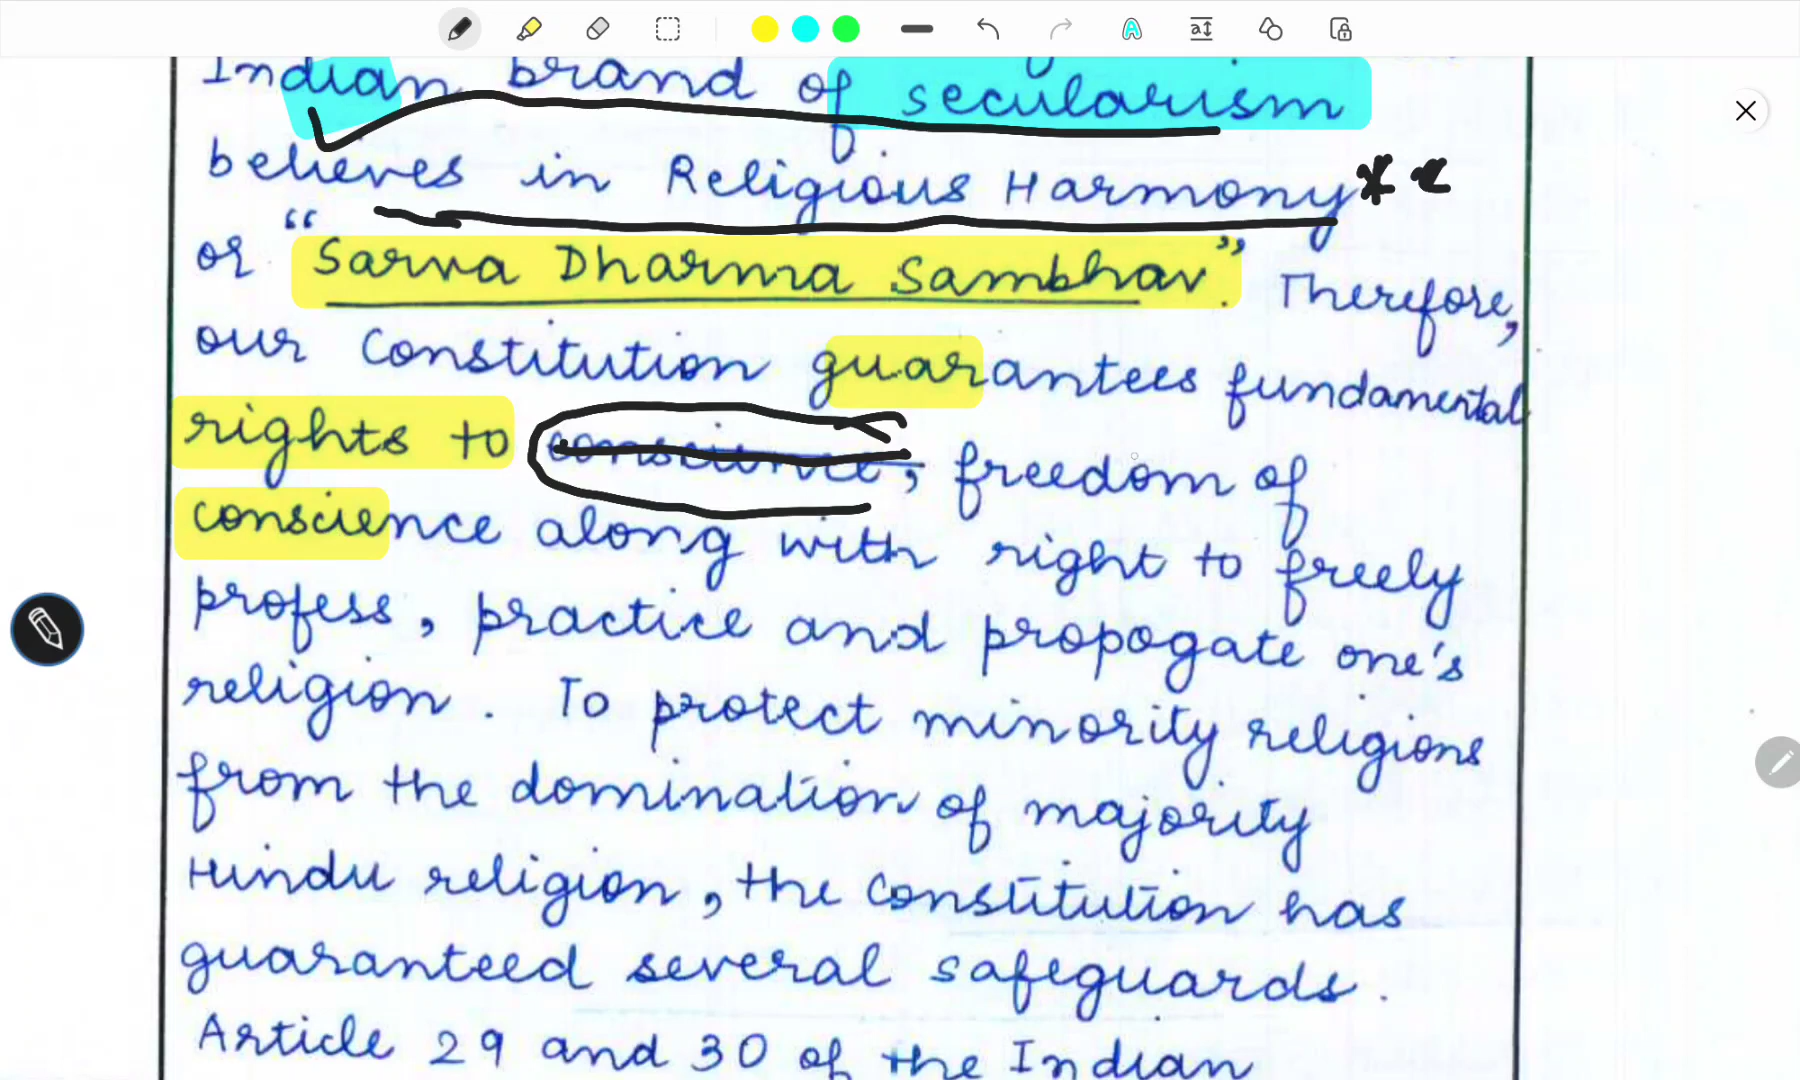 Indian brand of secularism
believes in Religious Harmony**
or "Sarva Dharma Sambhav." Therefore,
our Constitution guarantees fundamental
rights to conscience, freedom of
conscience along with right to freely
profess, practice and propogate one's
religion. To protect minority religions
from the domination of majority
Hindu religion, the Constitution has
guaranteed several safeguards.
Article 29 and 30 of the Indian